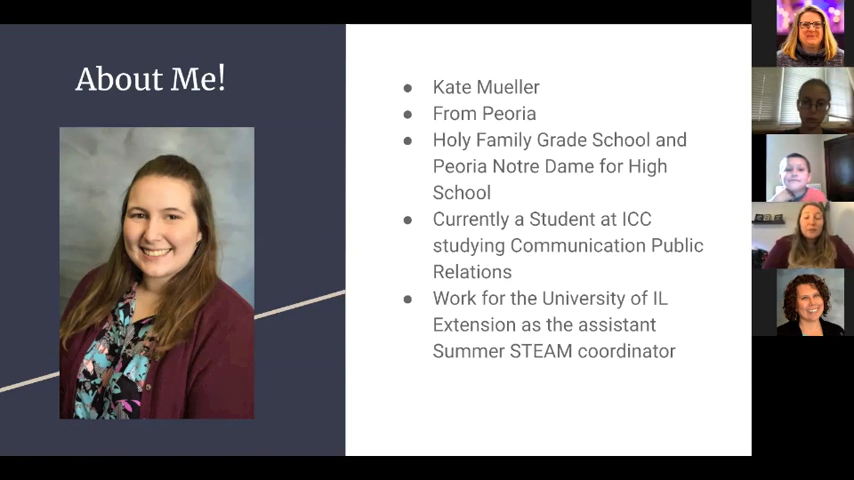 About Me!
● Kate Mueller
● From Peoria
● Holy Family Grade School and
Peoria Notre Dame for High
School
● Currently a Student at ICC
studying Communication Public
Relations
● Work for the University of IL
Extension as the assistant
Summer STEAM coordinator